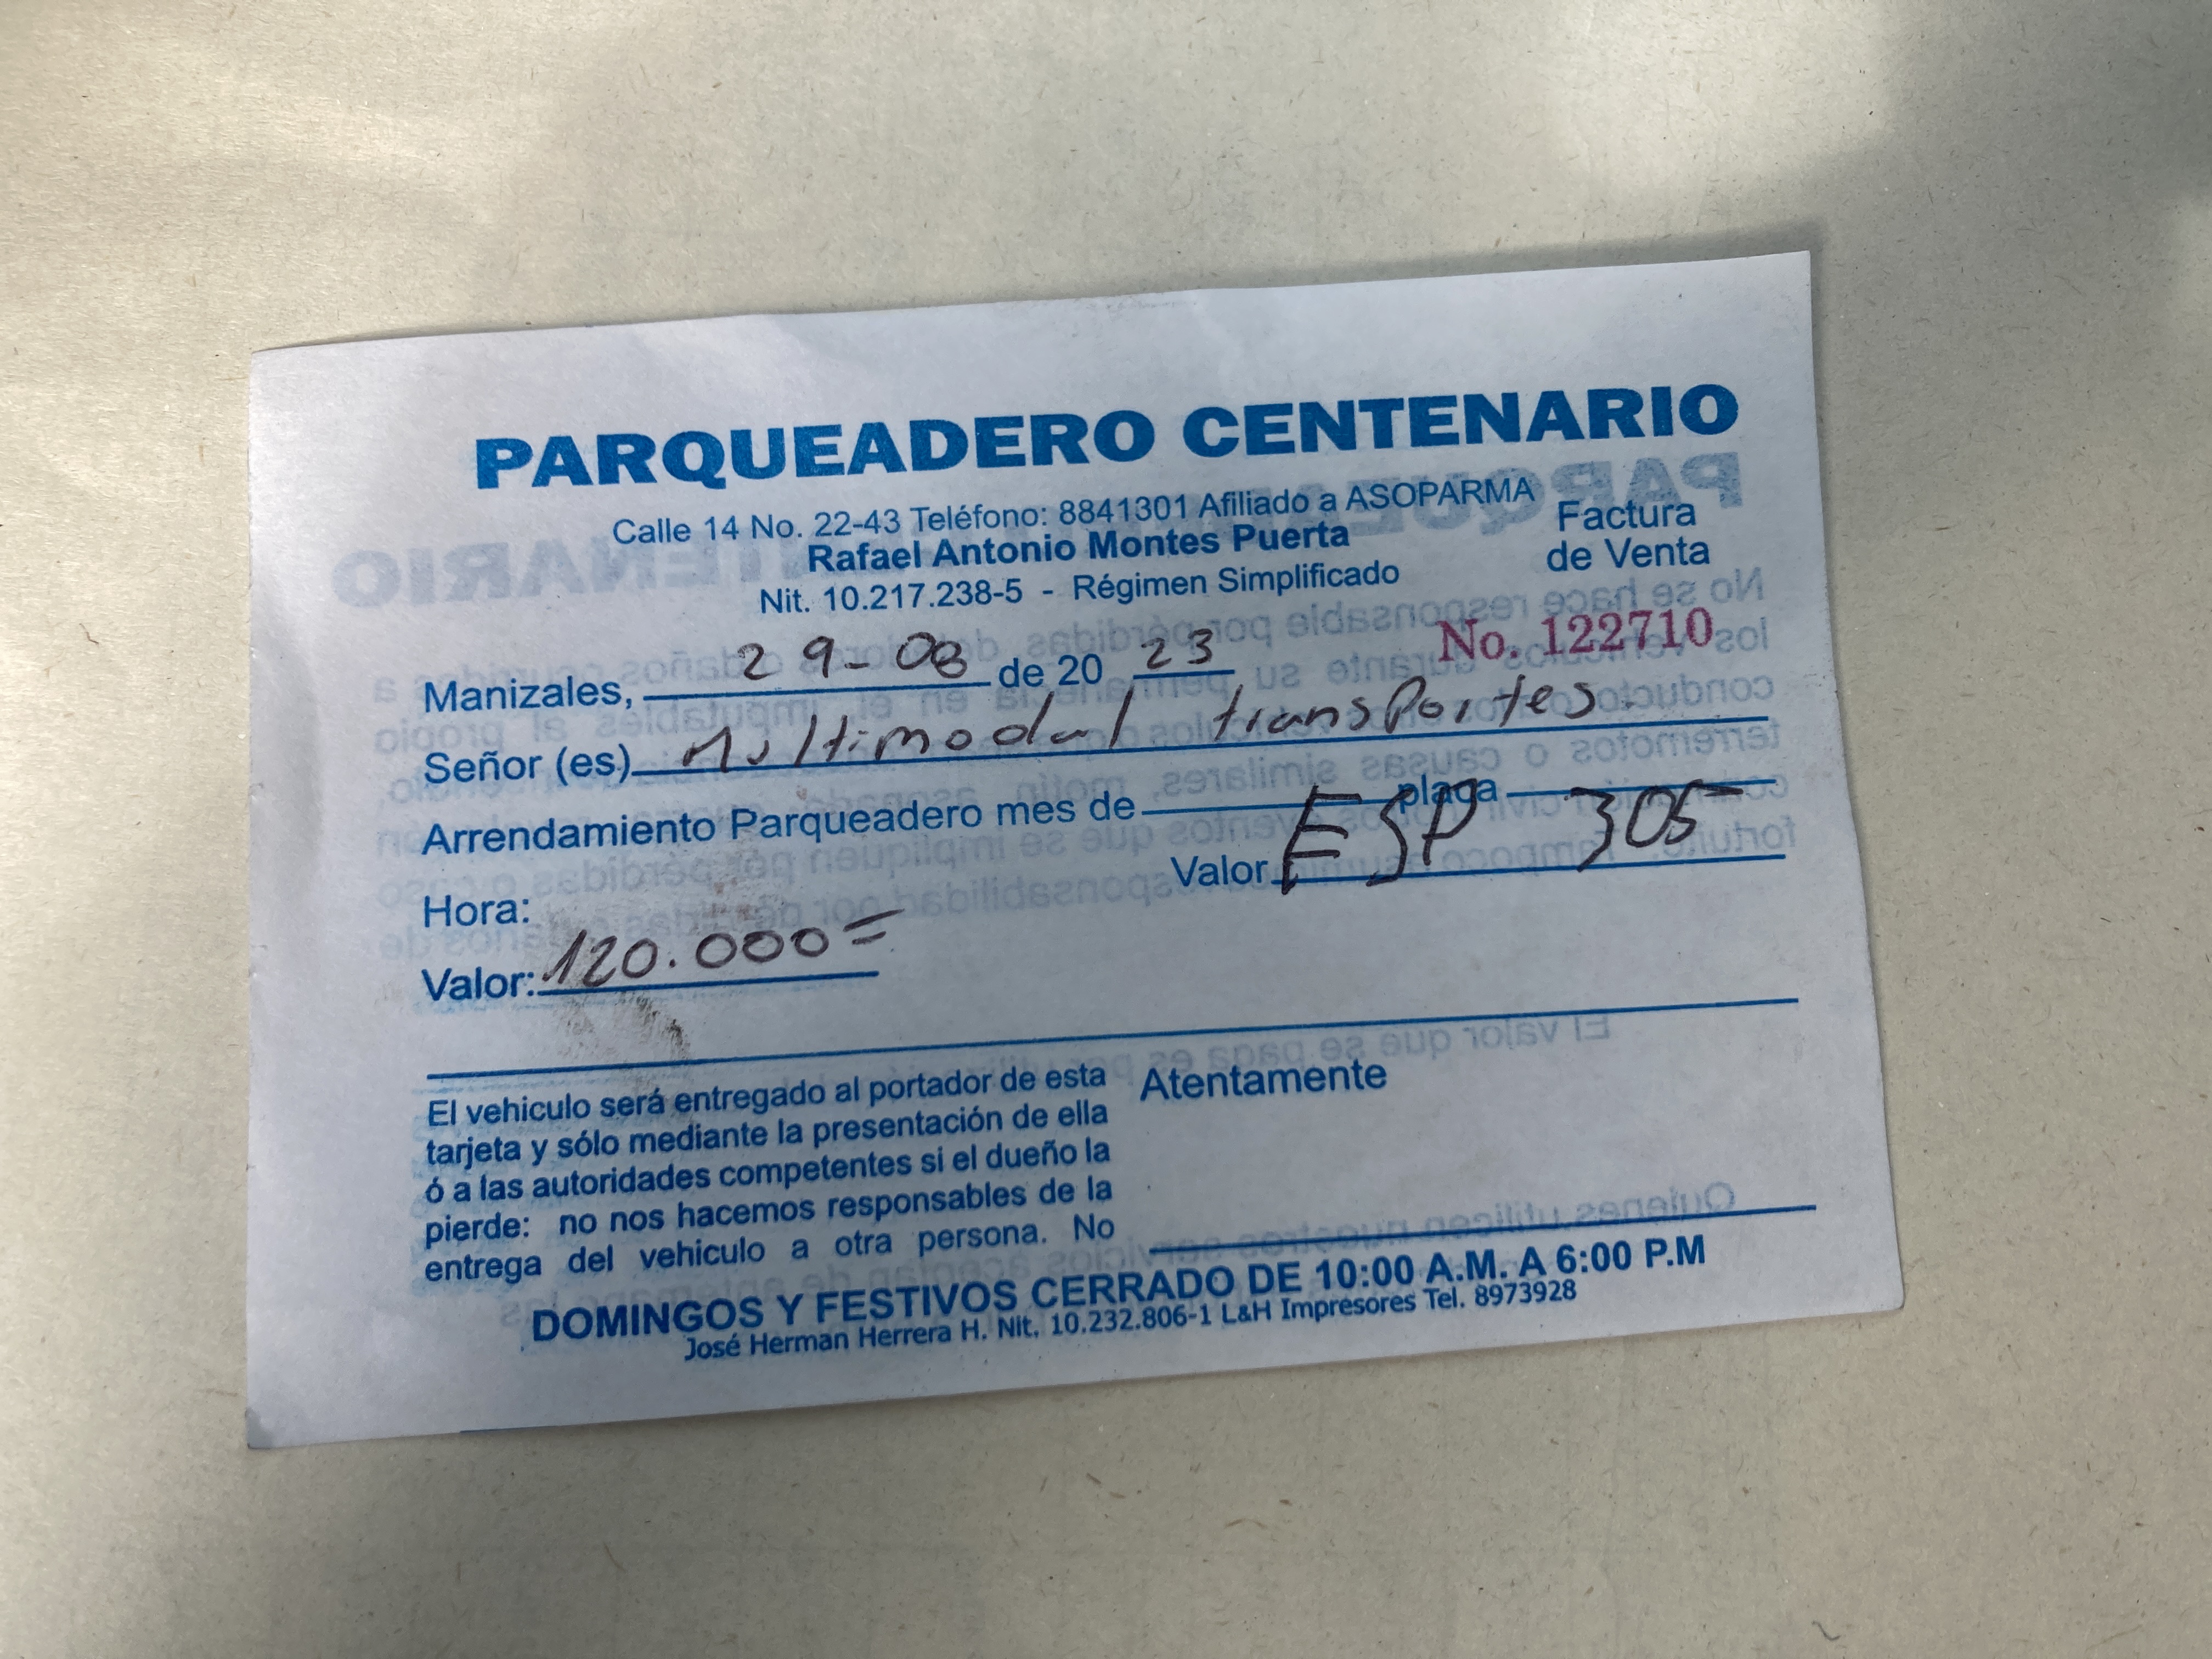 PARQUEADERO CENTENARIO
Calle 14 No. 22-43 Teléfono: 8841301 Afiliado a ASOPARMA
Rafael Antonio Montes Puerta
Nit. 10.217.238-5 - Régimen Simplificado
Factura
de Venta
No. 122710
Manizales, 29-08 de 20 23
Señor (es) Multimodal transportes.
Arrendamiento Parqueadero mes de placa
Valor ESP 305
Hora:
Valor: 120.000=
El vehiculo será entregado al portador de esta
tarjeta y sólo mediante la presentación de ella
ó a las autoridades competentes si el dueño la
pierde: no nos hacemos responsables de la
entrega del vehiculo a otra persona. No
Atentamente
DOMINGOS Y FESTIVOS CERRADO DE 10:00 A.M. A 6:00 P.M
José Herman Herrera H. Nit. 10.232.806-1 L&H Impresores Tel. 8973928